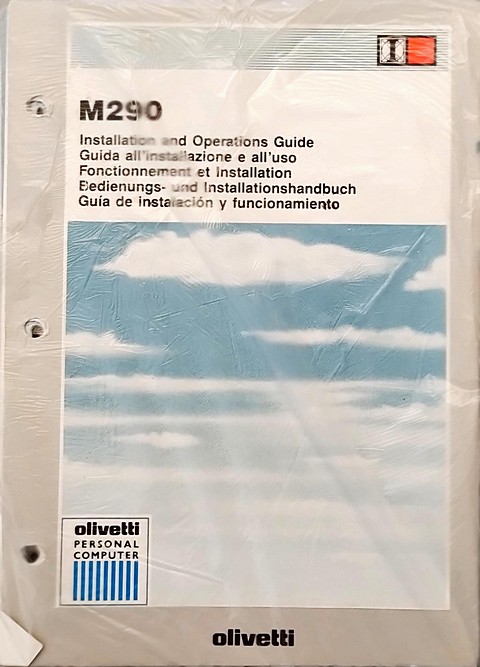 I
M290
Installation and Operations Guide
Guida all'installazione e all'uso
Fonctionnement et Installation
Bedienungs- und Installationshandbuch
Guía de instalación y funcionamiento
olivetti
PERSONAL
COMPUTER
olivetti